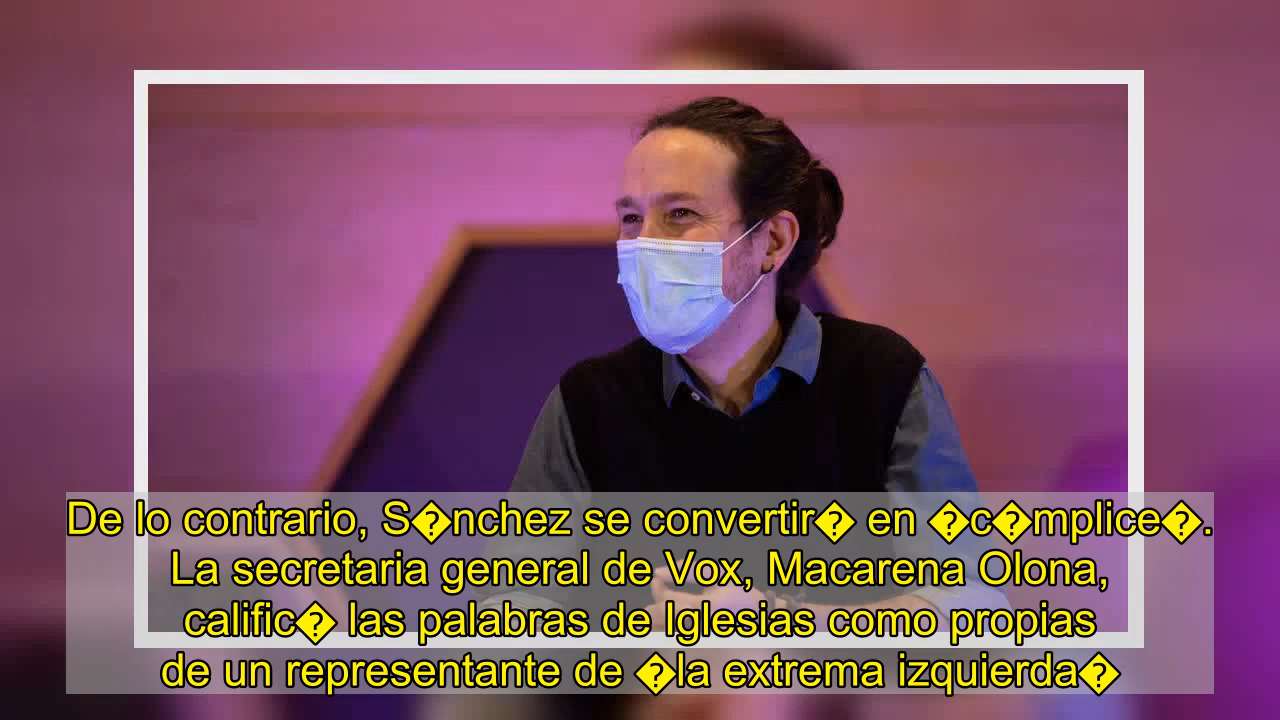 De lo contrario, S�nchez se convertir� en �c�mplice�.
La secretaria general de Vox, Macarena Olona,
calific� las palabras de Iglesias como propias
de un representante de �la extrema izquierda�